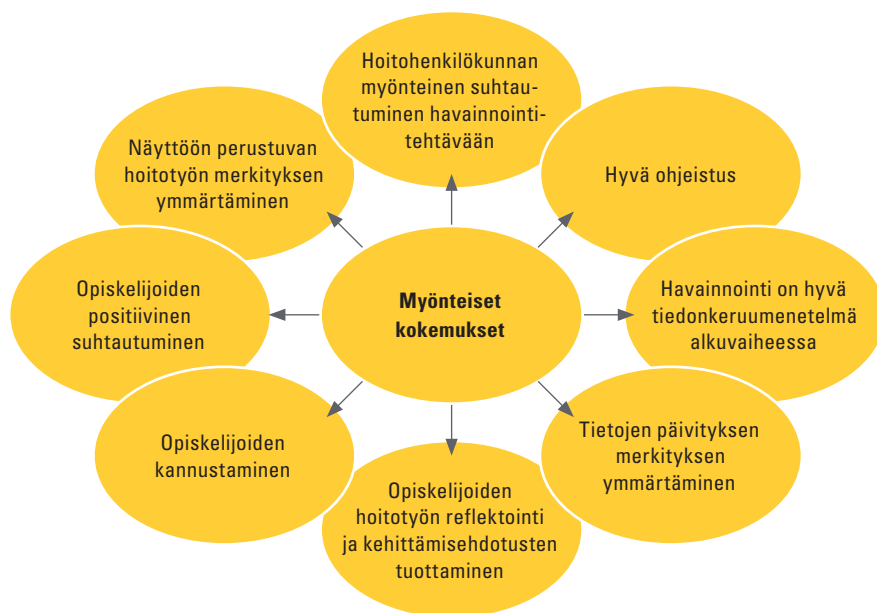 Hoitohenkilökunnan
myönteinen suhtau-
tuminen havainnointi-
tehtävään
Näyttöön perustuvan
hoitotyön merkityksen
ymmärtäminen
Hyvä ohjeistus
Opiskelijoiden
positiivinen
suhtautuminen
Myönteiset
kokemukset
Havainnointi on hyvä
tiedonkeruumenetelmä
alkuvaiheessa
Opiskelijoiden
kannustaminen
Tietojen päivityksen
merkityksen
ymmärtäminen
Opiskelijoiden
hoitotyön reflektointi
ja kehittämisehdotusten
tuottaminen